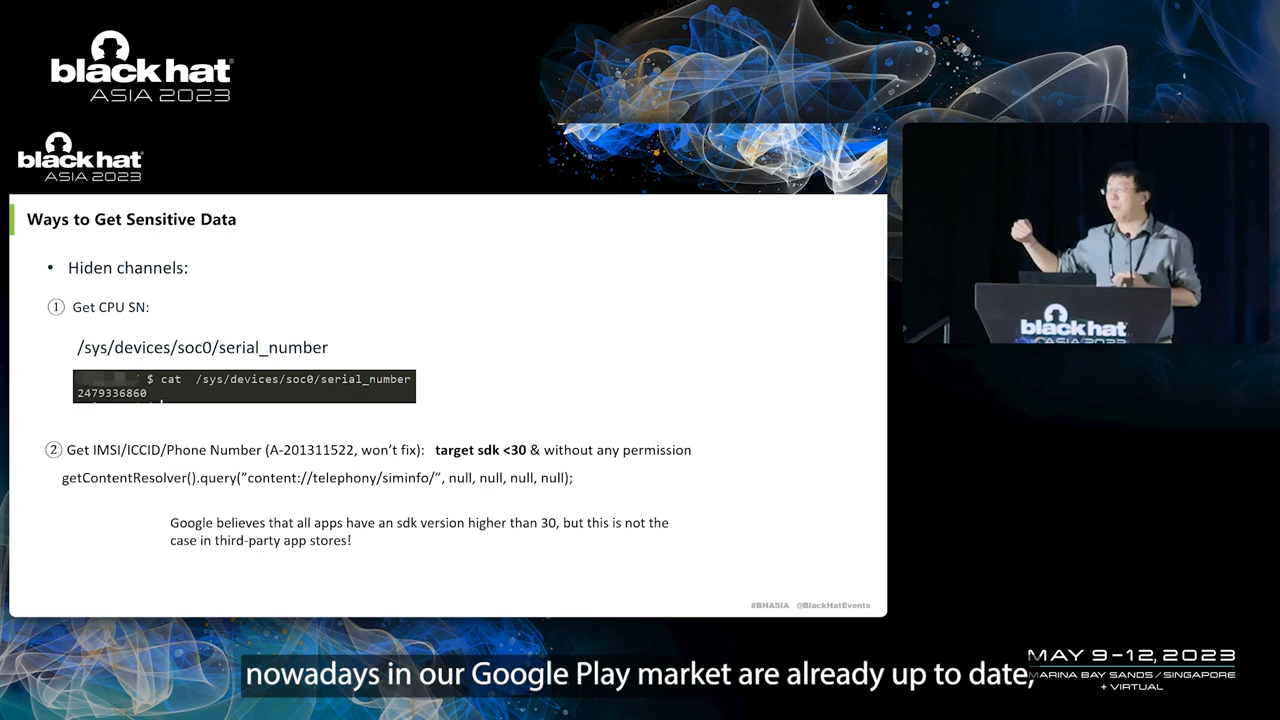 black hat
ASIA 2023
black hat
ASIA 2023
Ways to Get Sensitive Data
• Hiden channels:
① Get CPU SN:
/sys/devices/soc0/serial_number
$ cat /sys/devices/soc0/serial_number
2479336860
② Get IMSI/ICCID/Phone Number (A-201311522, won't fix): target sdk <30 & without any permission
getContentResolver().query("content://telephony/siminfo/", null, null, null, null);
Google believes that all apps have an sdk version higher than 30, but this is not the
case in third-party app stores!
#BHASIA @BlackHatEvents
black hat
ASIA 2023
nowadays in our Google Play market are already up to date,
MAY 9-12, 2023
MARINA BAY SANDS / SINGAPORE
+ VIRTUAL